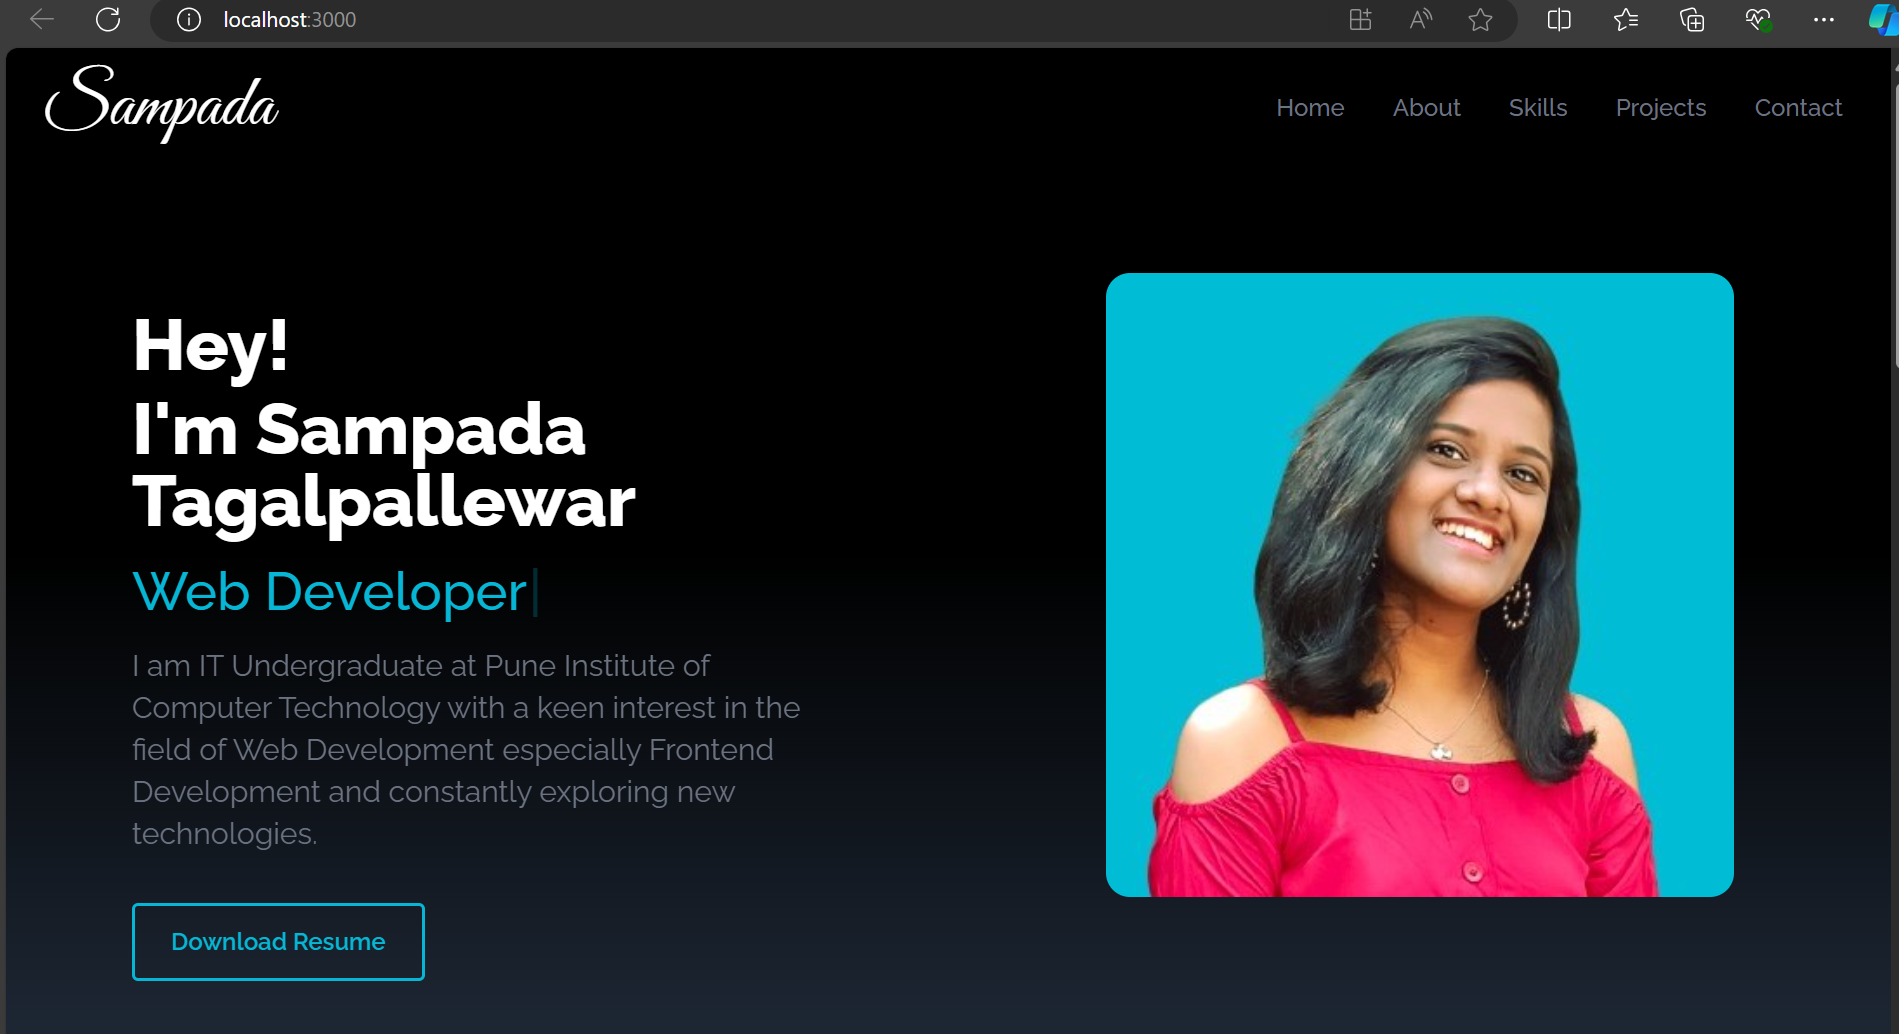 localhost:3000
Sampada
Home About Skills Projects Contact
Hey!
I'm Sampada
Tagalpallewar
Web Developer
I am IT Undergraduate at Pune Institute of
Computer Technology with a keen interest in the
field of Web Development especially Frontend
Development and constantly exploring new
technologies.
Download Resume